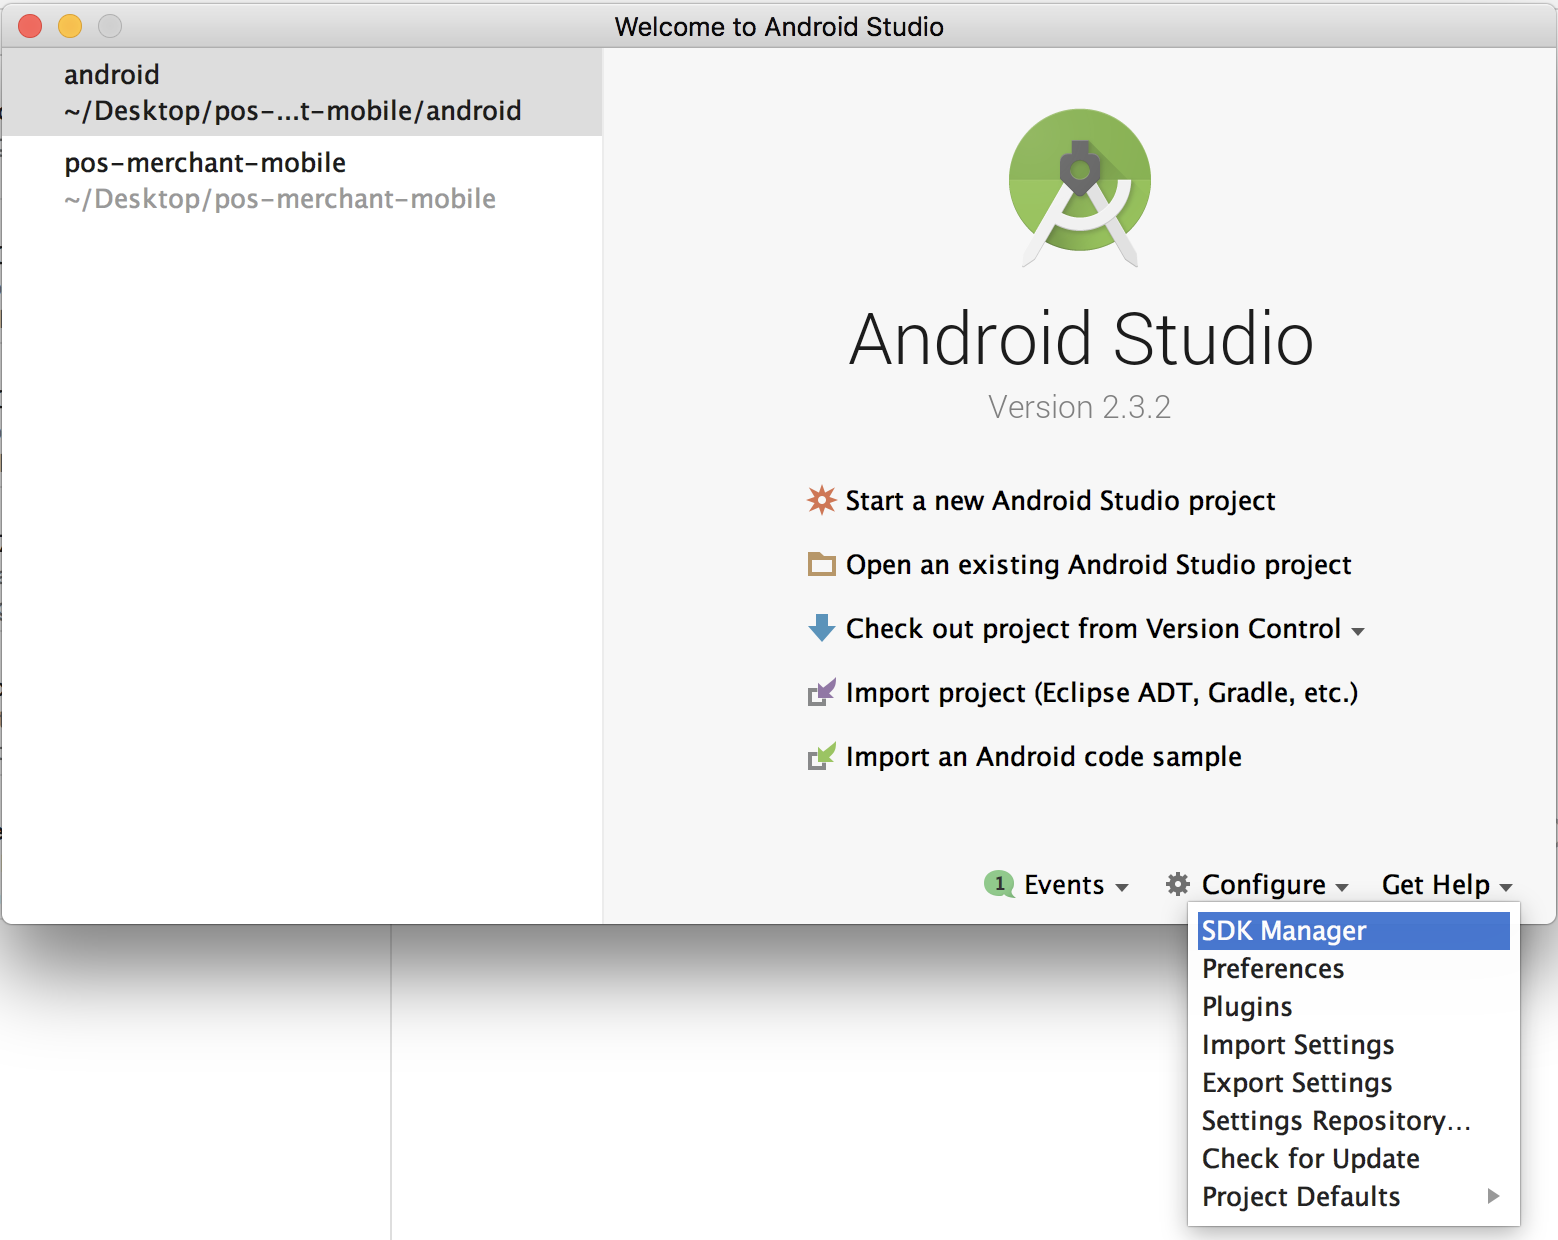 Welcome to Android Studio
android
~/Desktop/pos-...t-mobile/android
pos-merchant-mobile
~/Desktop/pos-merchant-mobile
Android Studio
Version 2.3.2
Start a new Android Studio project
Open an existing Android Studio project
Check out project from Version Control
Import project (Eclipse ADT, Gradle, etc.)
Import an Android code sample
1 Events
Configure
Get Help
SDK Manager
Preferences
Plugins
Import Settings
Export Settings
Settings Repository...
Check for Update
Project Defaults